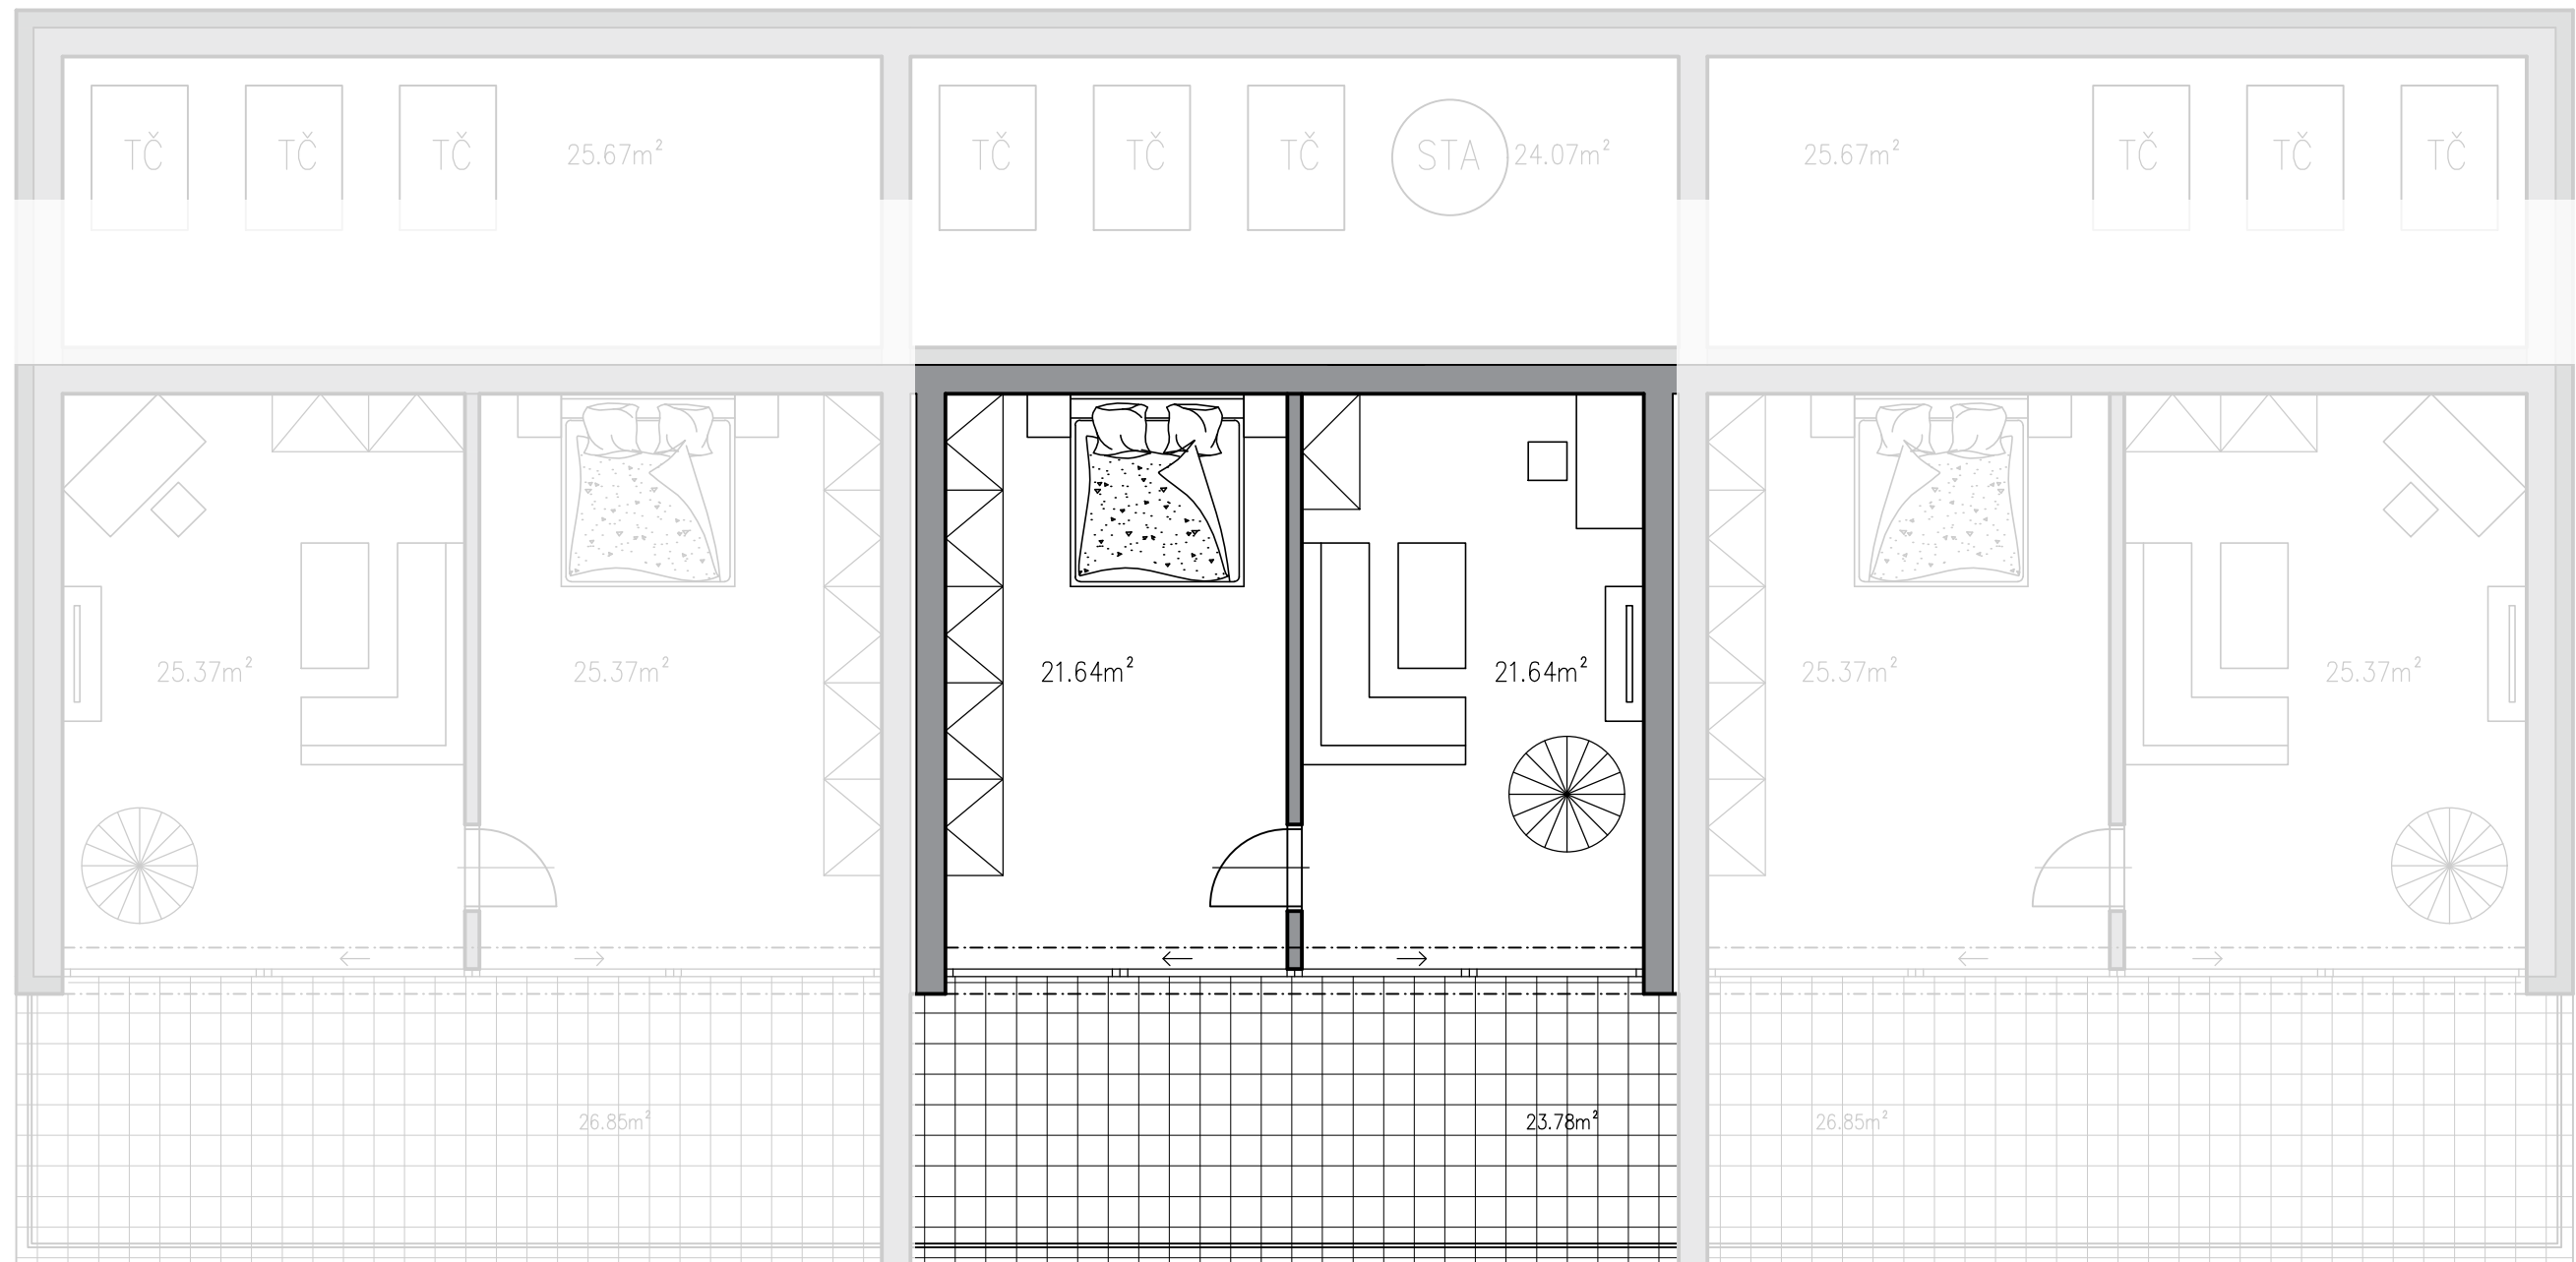 TČ TČ TČ 25.67m² TČ TČ TČ STA 24.07m² 25.67m² TČ TČ TČ
25.37m² 25.37m² 21.64m² 21.64m² 25.37m² 25.37m²
26.85m² 23.78m² 26.85m²